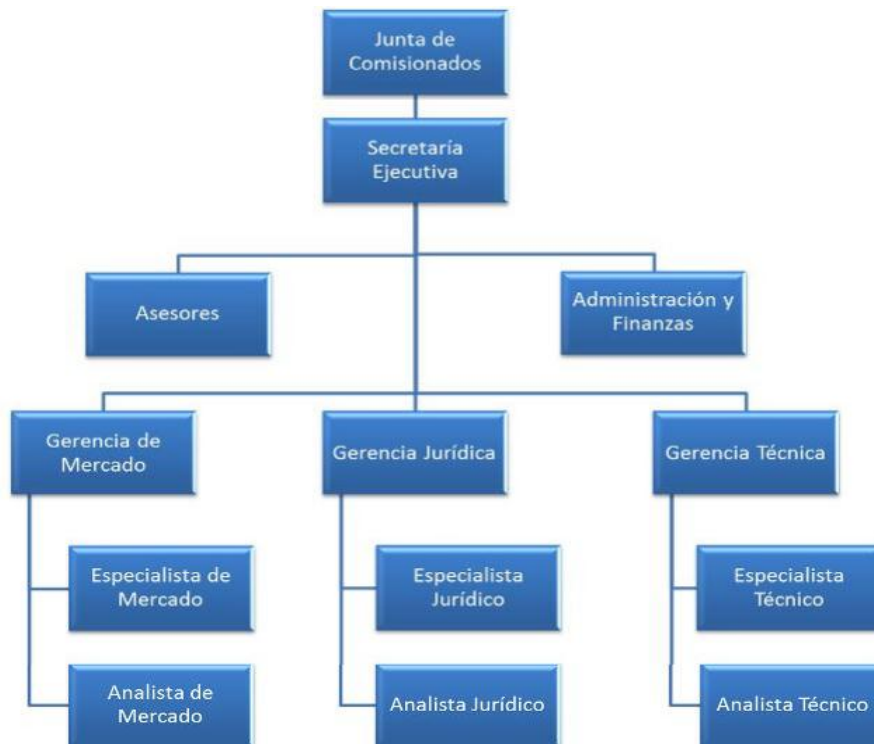 Junta de
Comisionados
Secretaría
Ejecutiva
Asesores
Administración y
Finanzas
Gerencia de
Mercado
Gerencia Jurídica
Gerencia Técnica
Especialista de
Mercado
Especialista
Jurídico
Especialista
Técnico
Analista de
Mercado
Analista Jurídico
Analista Técnico